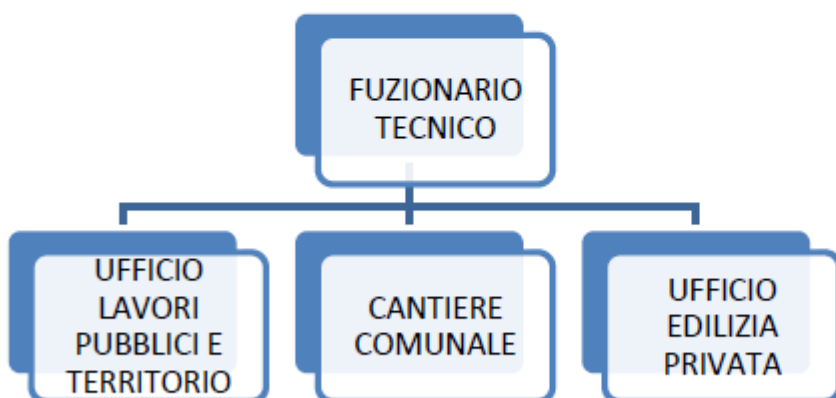 FUZIONARIO
TECNICO
UFFICIO
LAVORI
PUBBLICI E
TERRITORIO
CANTIERE
COMUNALE
UFFICIO
EDILIZIA
PRIVATA